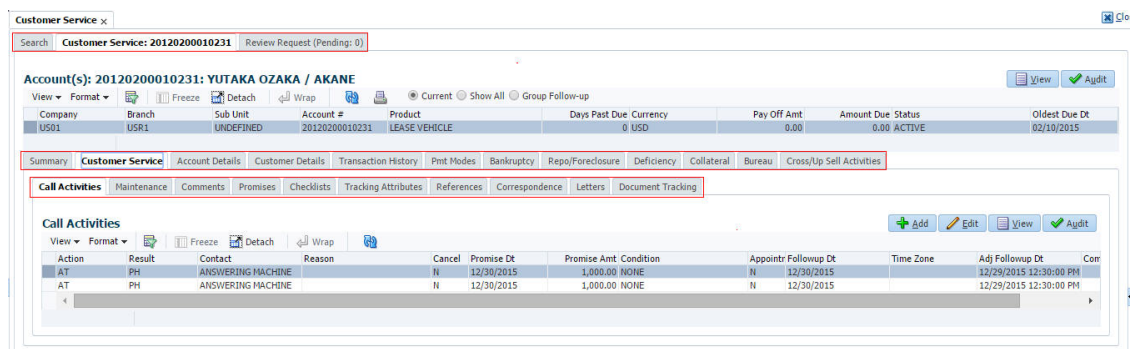 Customer Service × Clo
Search Customer Service: 20120200010231 Review Request (Pending: 0)
Account(s): 20120200010231: YUTAKA OZAKA / AKANE View Audit
View Format Freeze Detach Wrap Current Show All Group Follow-up
Company Branch Sub Unit Account # Product Days Past Due Currency Pay Off Amt Amount Due Status Oldest Due Dt
US01 USR1 UNDEFINED 20120200010231 LEASE VEHICLE 0 USD 0.00 0.00 ACTIVE 02/10/2015
Summary Customer Service Account Details Customer Details Transaction History Pmt Modes Bankruptcy Repo/Foreclosure Deficiency Collateral Bureau Cross/Up Sell Activities
Call Activities Maintenance Comments Promises Checklists Tracking Attributes References Correspondence Letters Document Tracking
Call Activities Add Edit View Audit
View Format Freeze Detach Wrap
Action Result Contact Reason Cancel Promise Dt Promise Amt Condition Appointr Followup Dt Time Zone Adj Followup Dt Com
AT PH ANSWERING MACHINE N 12/30/2015 1,000.00 NONE N 12/30/2015 12/29/2015 12:30:00 PM
AT PH ANSWERING MACHINE N 12/30/2015 1,000.00 NONE N 12/30/2015 12/29/2015 12:30:00 PM